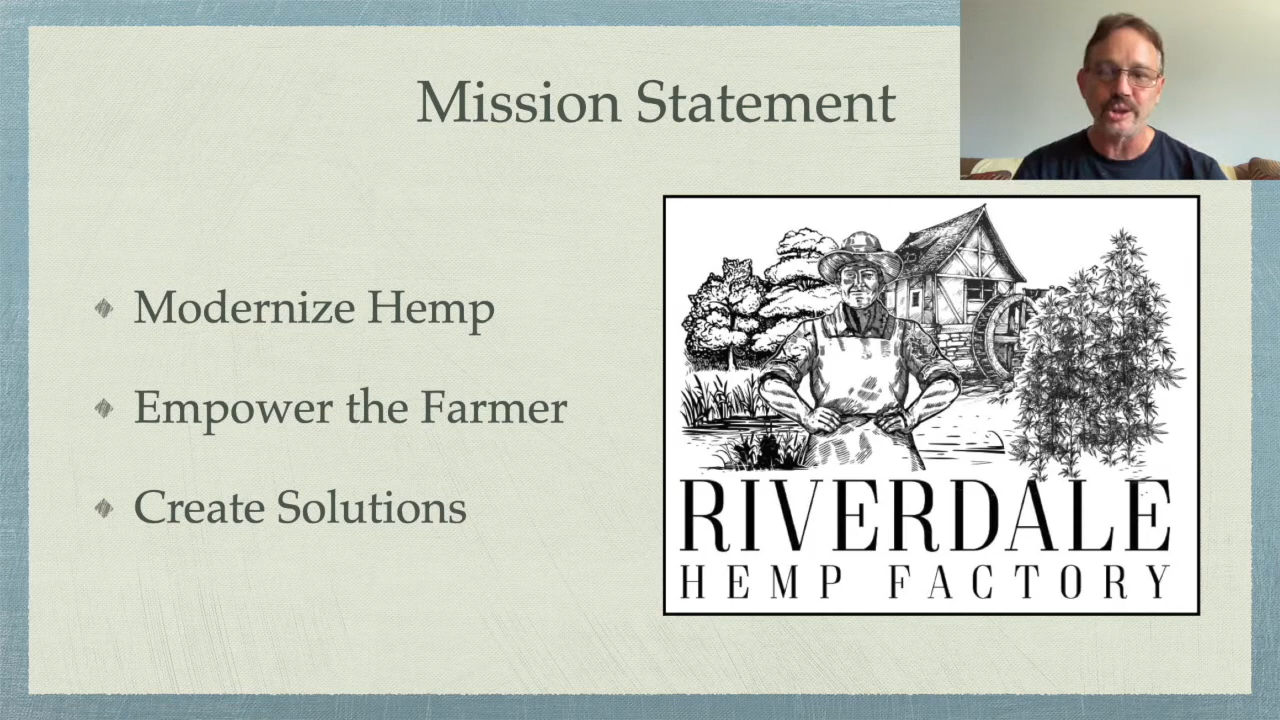 Mission Statement
Modernize Hemp
Empower the Farmer
Create Solutions
RIVERDALE
HEMP FACTORY